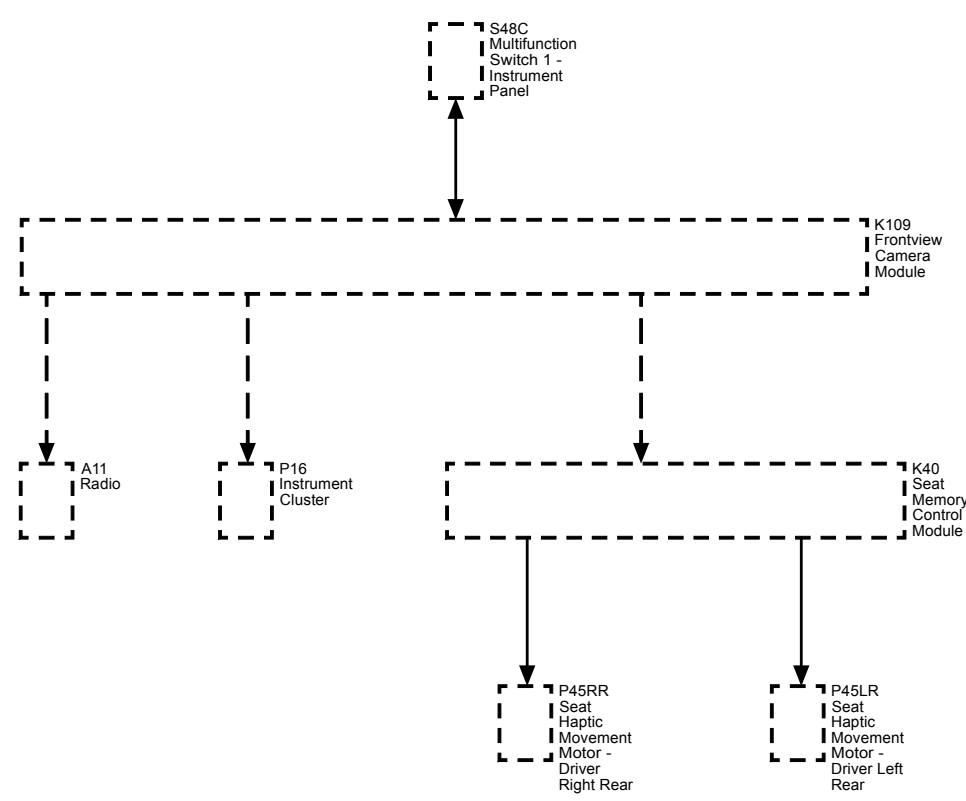 S48C
Multifunction
Switch 1 -
Instrument
Panel
K109
Frontview
Camera
Module
A11
Radio
P16
Instrument
Cluster
K40
Seat
Memory
Control
Module
P45RR
Seat
Haptic
Movement
Motor -
Driver
Right Rear
P45LR
Seat
Haptic
Movement
Motor -
Driver Left
Rear